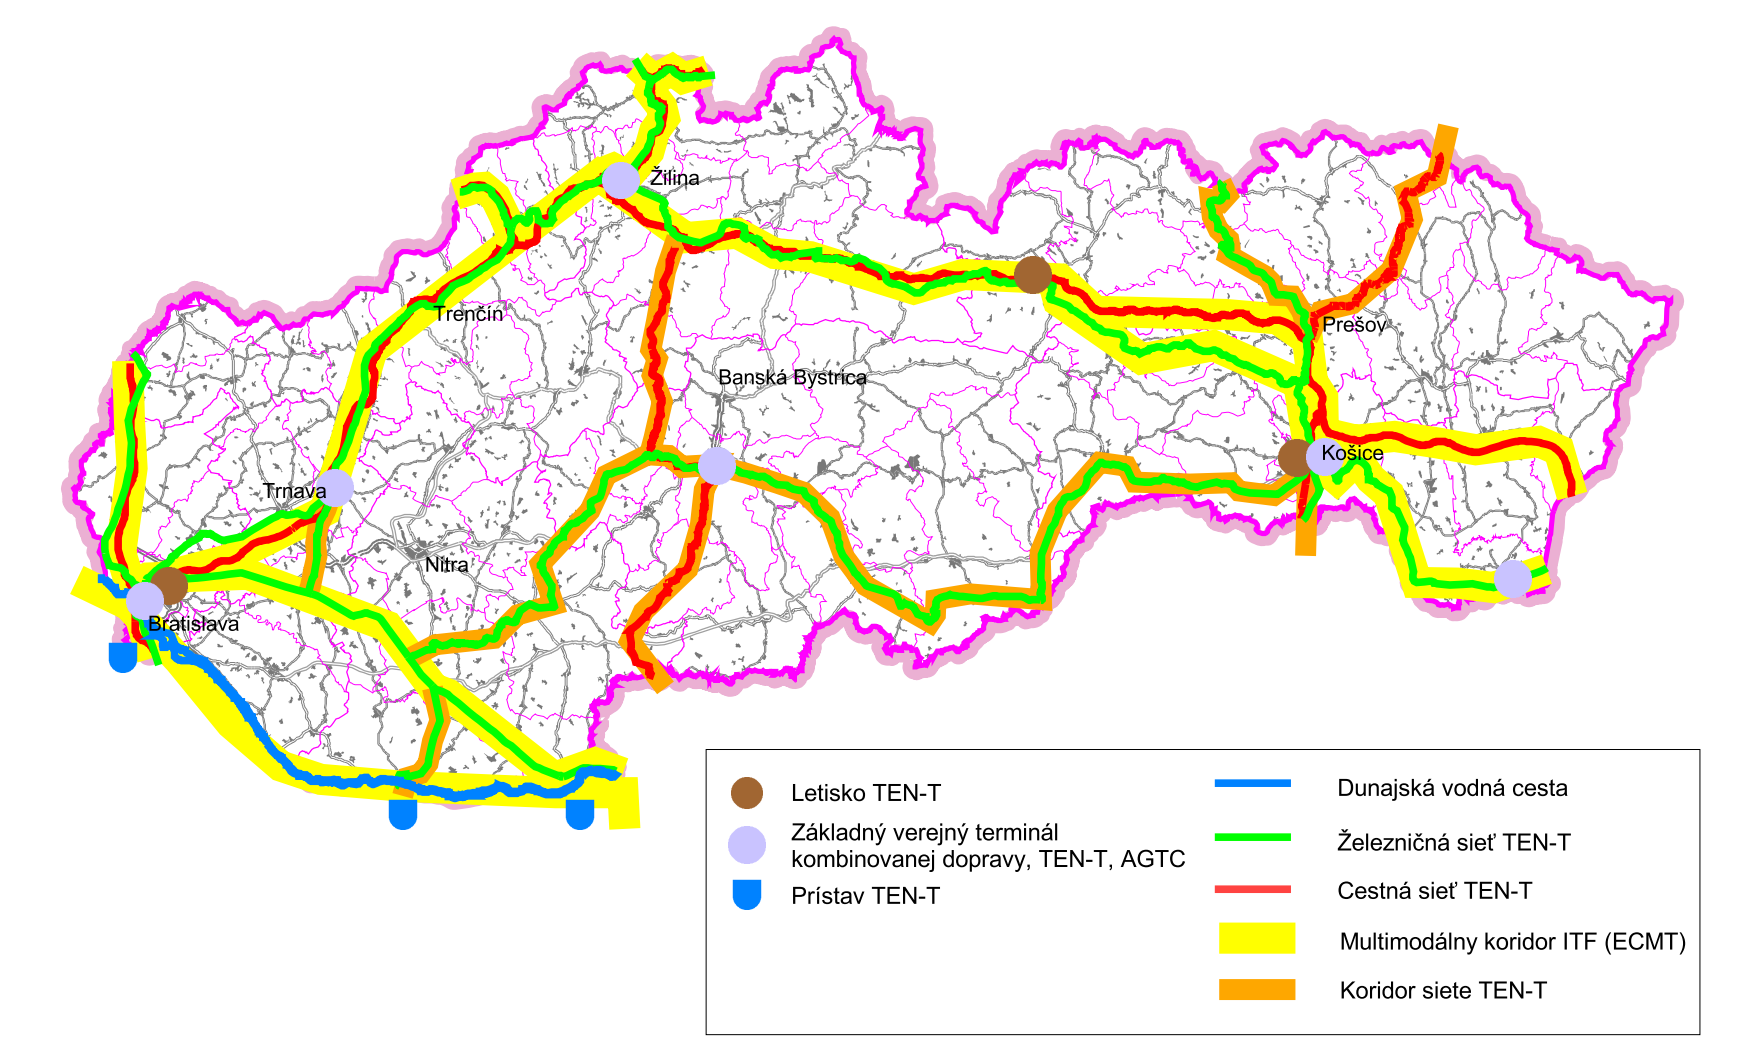 Žilina
Trenčín
Prešov
Banská Bystrica
Košice
Trnava
Nitra
Bratislava
Letisko TEN-T
Základný verejný terminál
kombinovanej dopravy, TEN-T, AGTC
Prístav TEN-T
Dunajská vodná cesta
Železničná sieť TEN-T
Cestná sieť TEN-T
Multimodálny koridor ITF (ECMT)
Koridor siete TEN-T